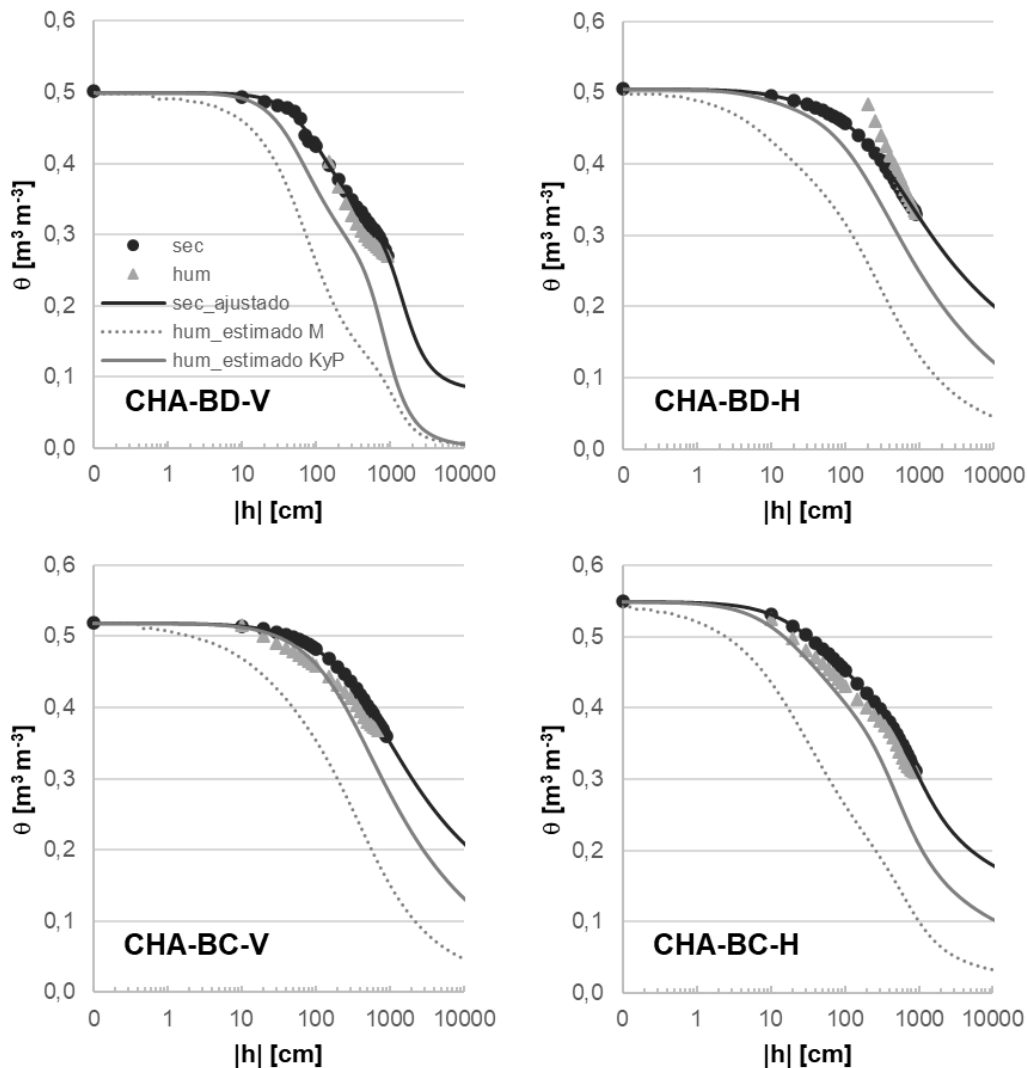 0,6
0,5
0,4
0,3
0,2
0,1
0,0
θ [m³ m⁻³]
sec
hum
sec_ajustado
hum_estimado M
hum_estimado KyP
CHA-BD-V
0 1 10 100 1000 10000
|h| [cm]
0,6
0,5
0,4
0,3
0,2
0,1
0,0
θ [m³ m⁻³]
CHA-BD-H
0 1 10 100 1000 10000
|h| [cm]
0,6
0,5
0,4
0,3
0,2
0,1
0,0
θ [m³ m⁻³]
CHA-BC-V
0 1 10 100 1000 10000
|h| [cm]
0,6
0,5
0,4
0,3
0,2
0,1
0,0
θ [m³ m⁻³]
CHA-BC-H
0 1 10 100 1000 10000
|h| [cm]